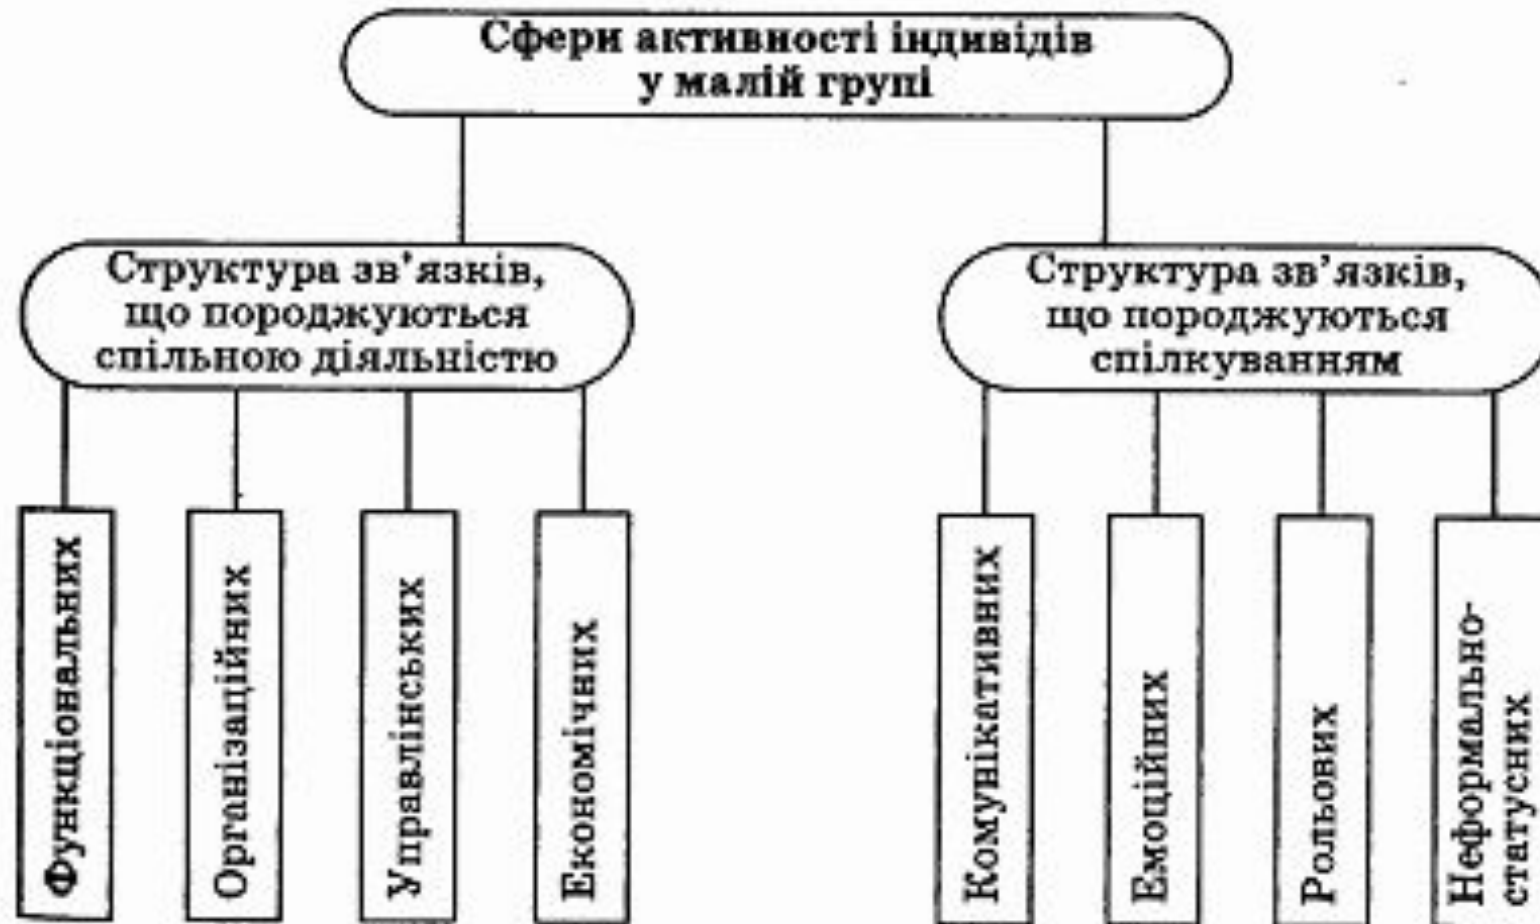 Сфери активності індивідів
у малій групі
Структура зв’язків,
що породжуються
спільною діяльністю
Структура зв’язків,
що породжуються
спілкуванням
Функціональних
Організаційних
Управлінських
Економічних
Комунікативних
Емоційних
Рольових
Неформально-
статусних